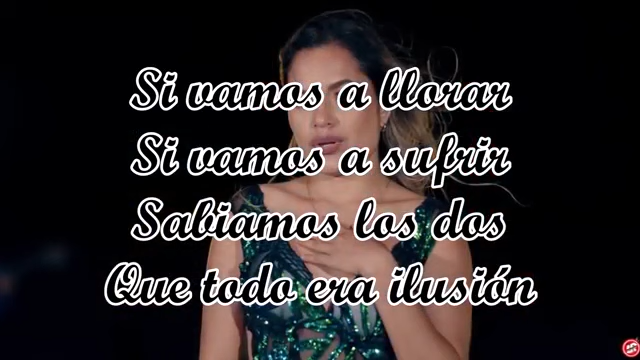 Si vamos a llorar
Si vamos a sufrir
Sabiamos los dos
Que todo era ilusión